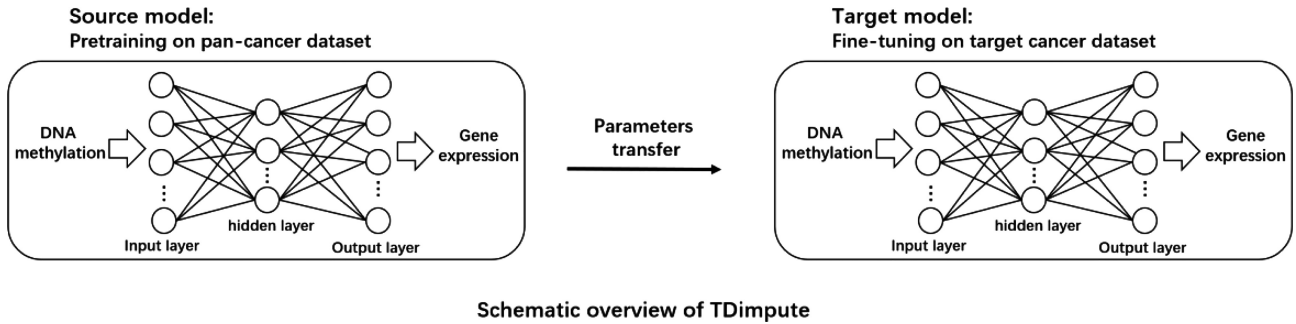 Source model:
Pretraining on pan-cancer dataset
DNA
methylation
Gene
expression
Input layer
hidden layer
Output layer
Parameters
transfer
Target model:
Fine-tuning on target cancer dataset
DNA
methylation
Gene
expression
Input layer
hidden layer
Output layer
Schematic overview of TDimpute